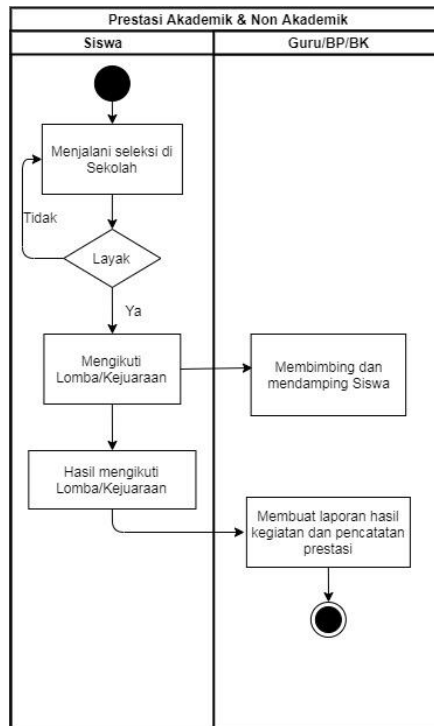 Prestasi Akademik & Non Akademik
Siswa
Guru/BP/BK
Menjalani seleksi di
Sekolah
Tidak
Layak
Ya
Mengikuti
Lomba/Kejuaraan
Membimbing dan
mendamping Siswa
Hasil mengikuti
Lomba/Kejuaraan
Membuat laporan hasil
kegiatan dan pencatatan
prestasi